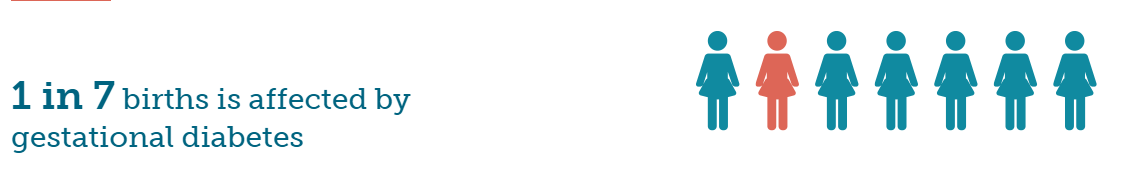 1 in 7 births is affected by
gestational diabetes